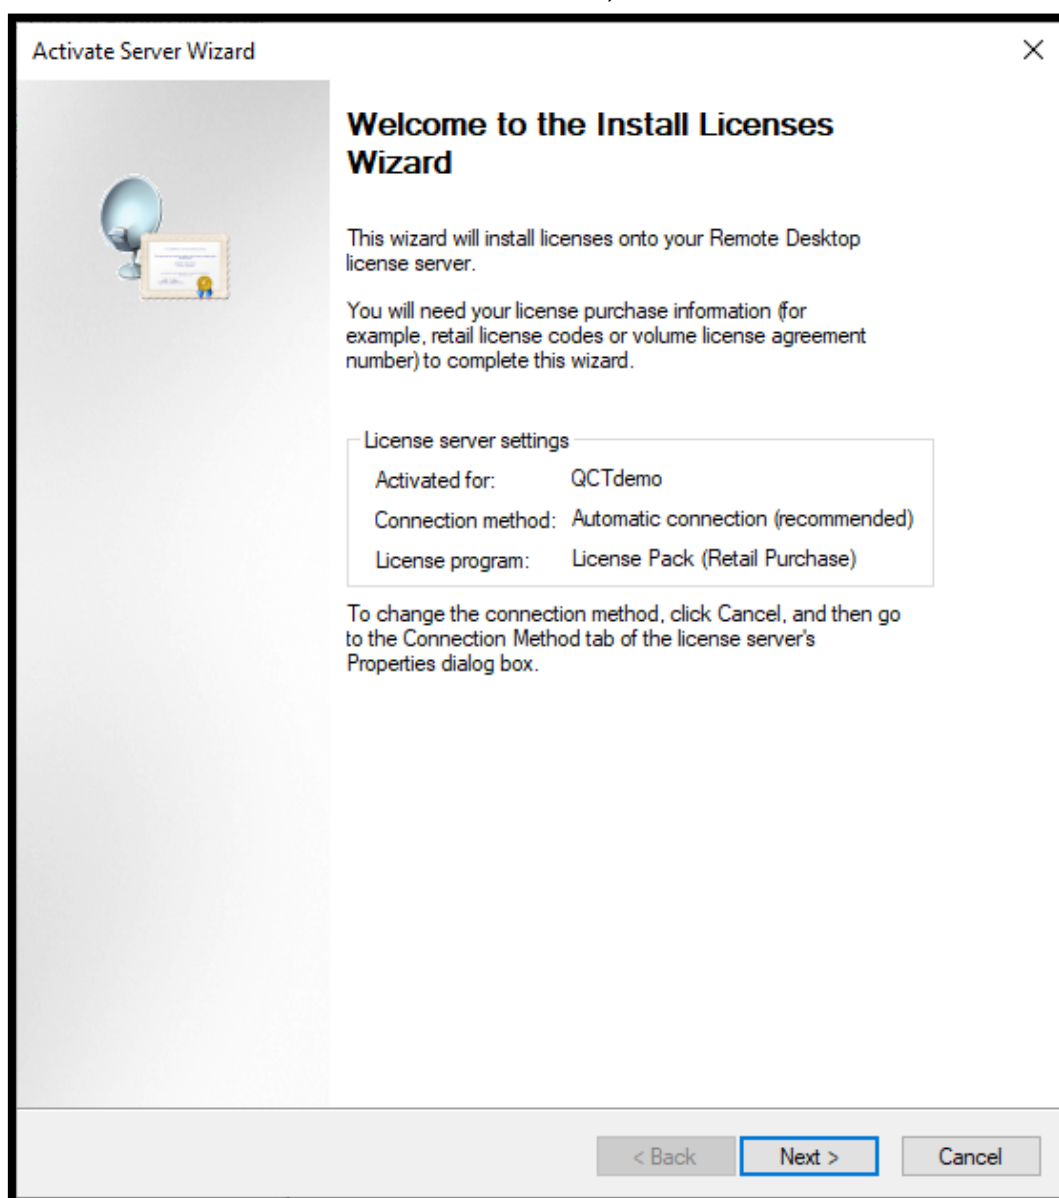 Activate Server Wizard
Welcome to the Install Licenses
Wizard
This wizard will install licenses onto your Remote Desktop
license server.
You will need your license purchase information (for
example, retail license codes or volume license agreement
number) to complete this wizard.
License server settings
Activated for: QCTdemo
Connection method: Automatic connection (recommended)
License program: License Pack (Retail Purchase)
To change the connection method, click Cancel, and then go
to the Connection Method tab of the license server's
Properties dialog box.
< Back Next > Cancel